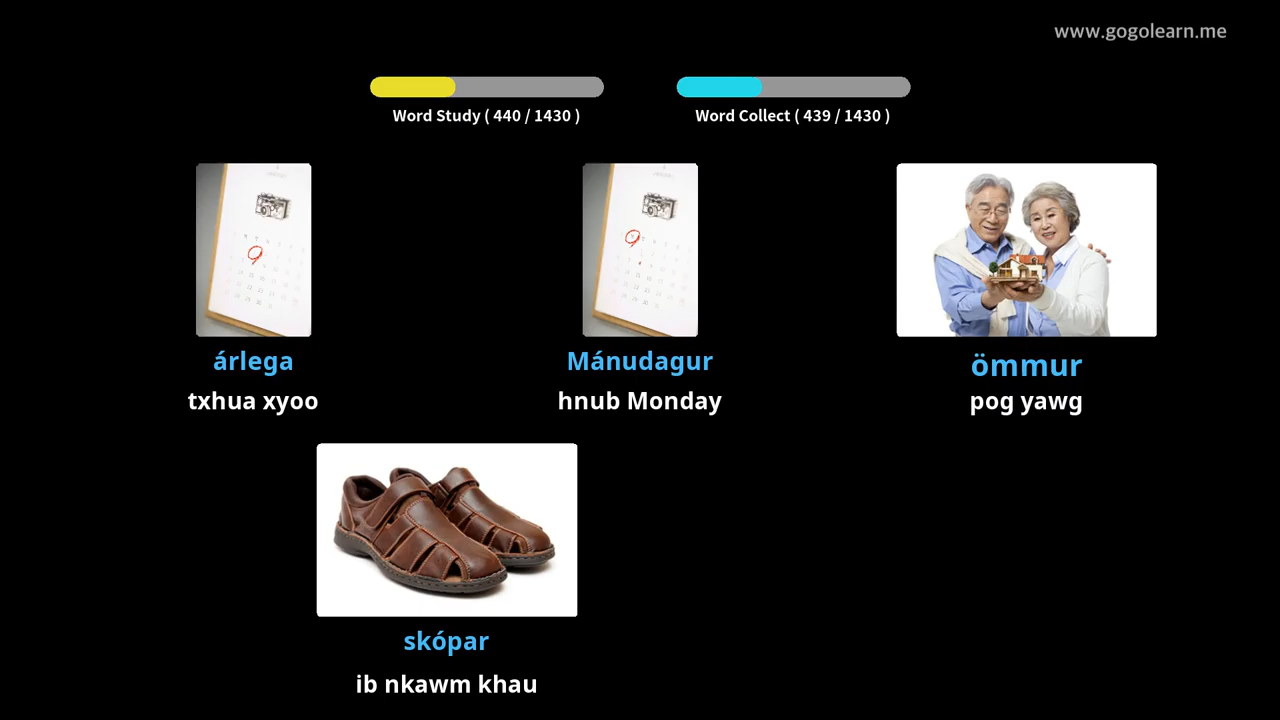 www.gogolearn.me
Word Study ( 440 / 1430 )
Word Collect ( 439 / 1430 )
árlega
txhua xyoo
Mánudagur
hnub Monday
ömmur
pog yawg
skópar
ib nkawm khau